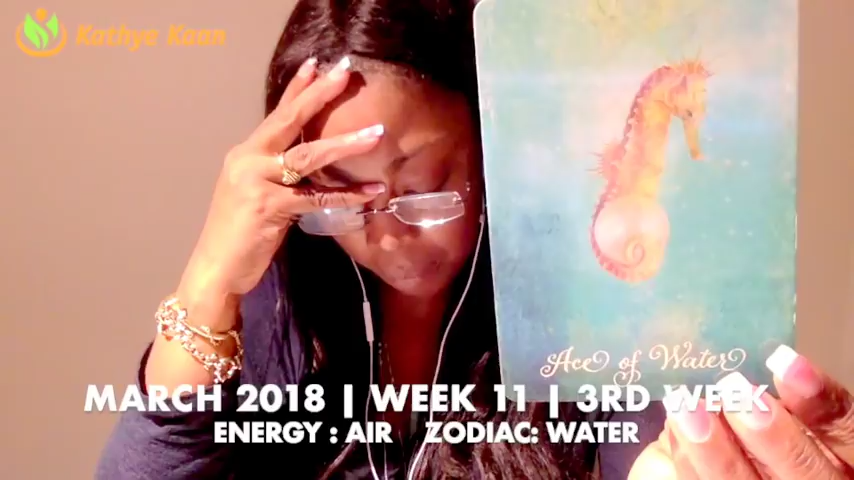 Kathye Kaan
Ace of Water
MARCH 2018 | WEEK 11 | 3RD WEEK
ENERGY : AIR ZODIAC: WATER